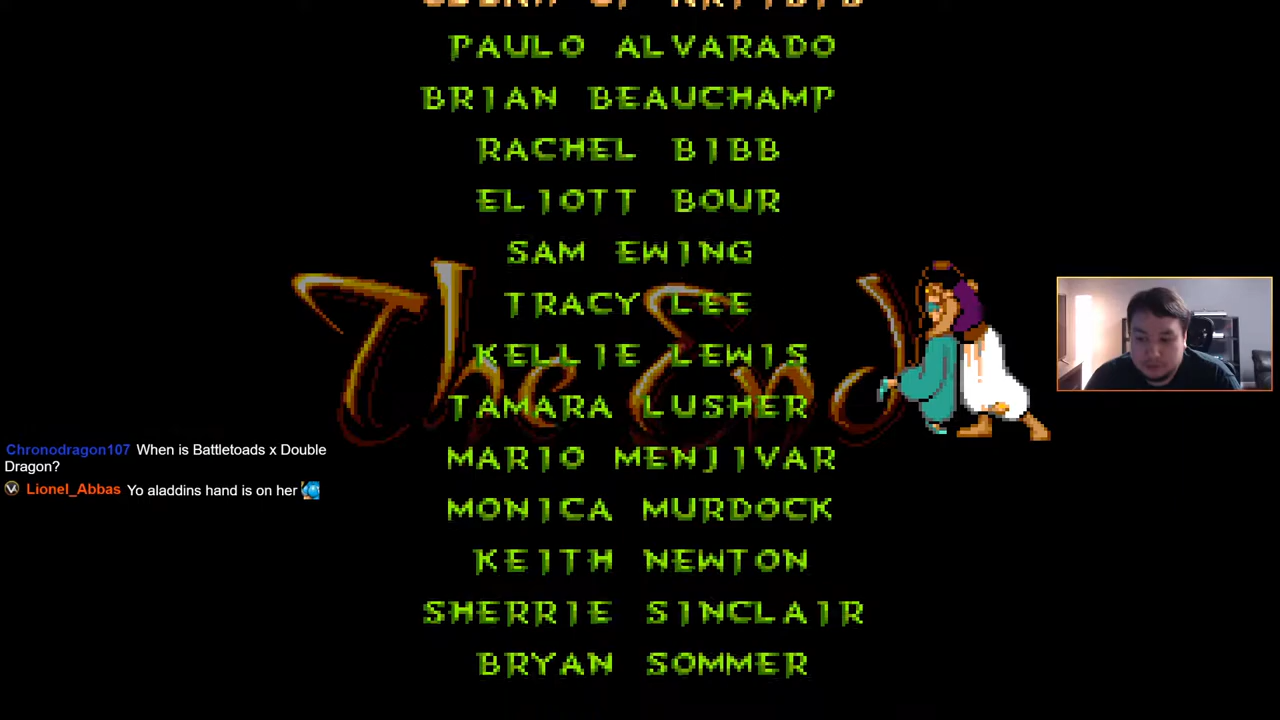 PAULO ALVARADO
BRIAN BEAUCHAMP
RACHEL BIBB
ELIOTT BOUR
SAM EWING
TRACY LEE
KELLIE LEWIS
TAMARA LUSHER
The End
MARIO MENJIVAR
MONICA MURDOCK
KEITH NEWTON
SHERRIE SINCLAIR
BRYAN SOMMER
Chronodragon107 When is Battletoads x Double
Dragon?
Lionel_Abbas Yo aladdins hand is on her